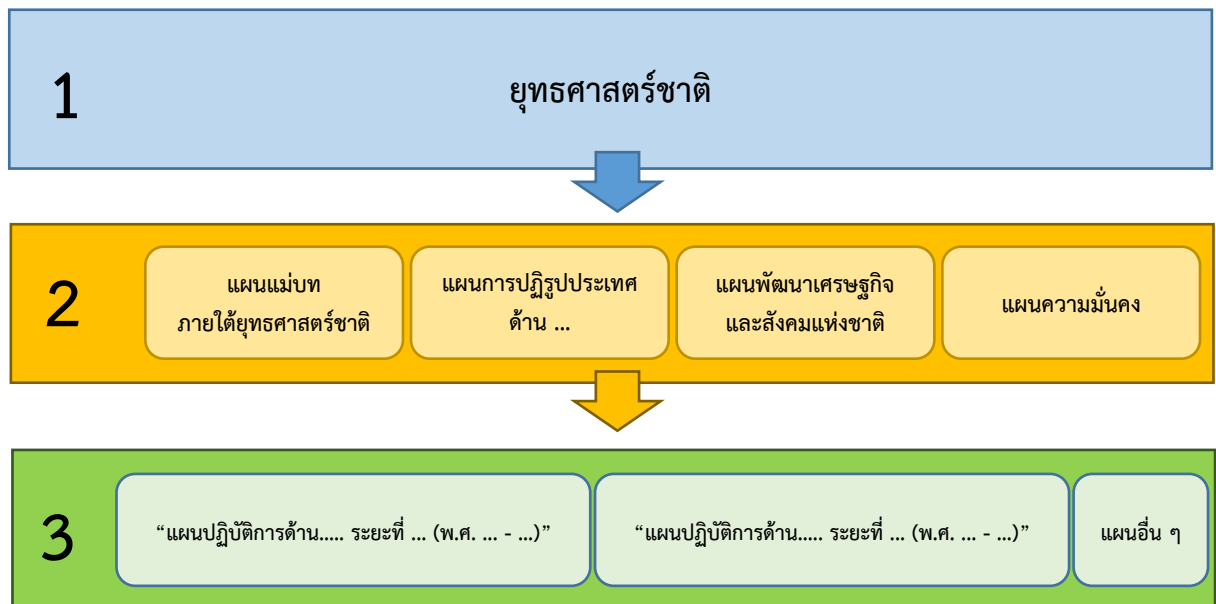 1
ยุทธศาสตร์ชาติ
2
แผนแม่บท
ภายใต้ยุทธศาสตร์ชาติ
แผนการปฏิรูปประเทศ
ด้าน ...
แผนพัฒนาเศรษฐกิจ
และสังคมแห่งชาติ
แผนความมั่นคง
3
“แผนปฏิบัติการด้าน..... ระยะที่ ... (พ.ศ. ... - ...)”
“แผนปฏิบัติการด้าน..... ระยะที่ ... (พ.ศ. ... - ...)”
แผนอื่น ๆ